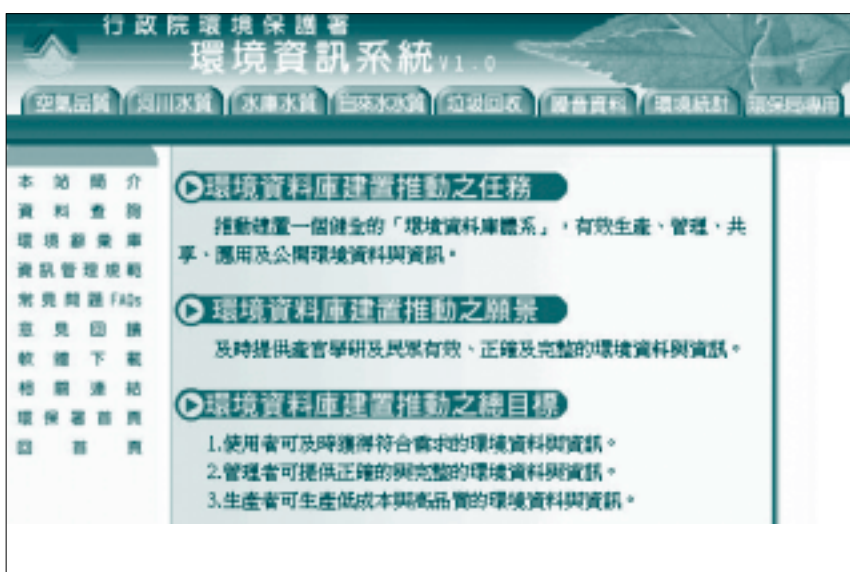 行政院環境保護署
環境資訊系統V1.0
空氣品質 河川水質 水庫水質 自來水水質 垃圾回收 噪音資料 環境統計 環保局專用
本站簡介
資料查詢
環境辭彙庫
資訊管理規範
常見問題FAQs
意見回饋
軟體下載
相關連結
環保署首頁
回首頁
環境資料庫建置推動之任務
推動建置一個健全的「環境資料庫體系」，有效生產、管理、共
享、應用及公開環境資料與資訊。
環境資料庫建置推動之願景
及時提供產官學研及民眾有效、正確及完整的環境資料與資訊。
環境資料庫建置推動之總目標
1.使用者可及時獲得符合需求的環境資料與資訊。
2.管理者可提供正確的與完整的環境資料與資訊。
3.生產者可生產低成本與高品質的環境資料與資訊。